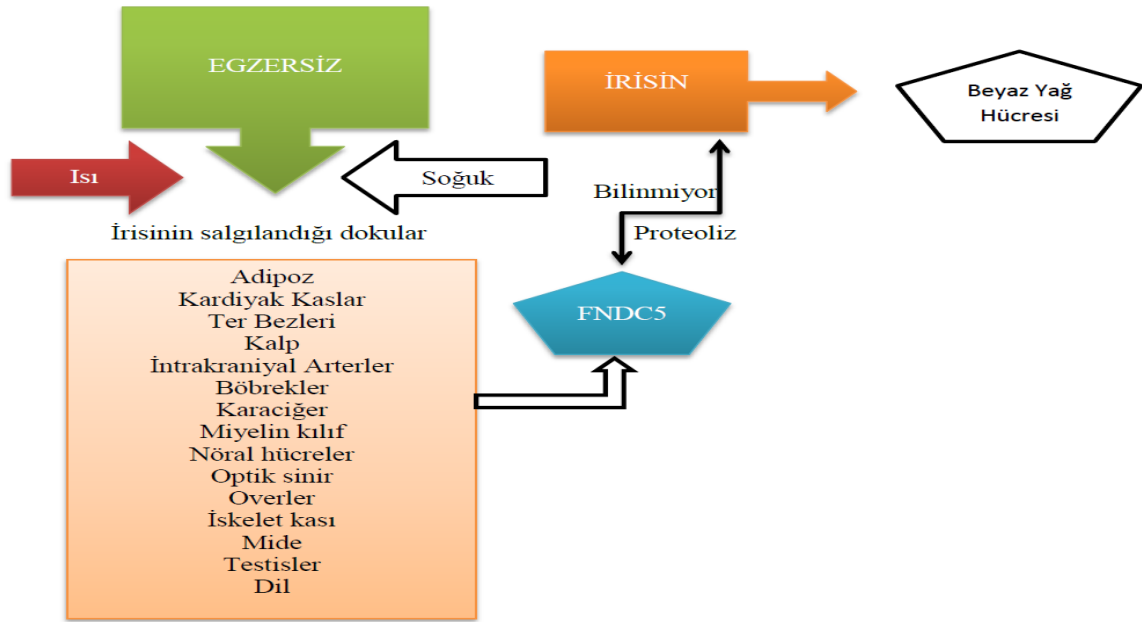 EGZERSİZ
İRİSİN
Beyaz Yağ
Hücresi
Isı
Soğuk
Bilinmiyor
Proteoliz
İrisinin salgılandığı dokular
Adipoz
Kardiyak Kaslar
Ter Bezleri
Kalp
İntrakraniyal Arterler
Böbrekler
Karaciğer
Miyelin kılıf
Nöral hücreler
Optik sinir
Overler
İskelet kası
Mide
Testisler
Dil
FNDC5